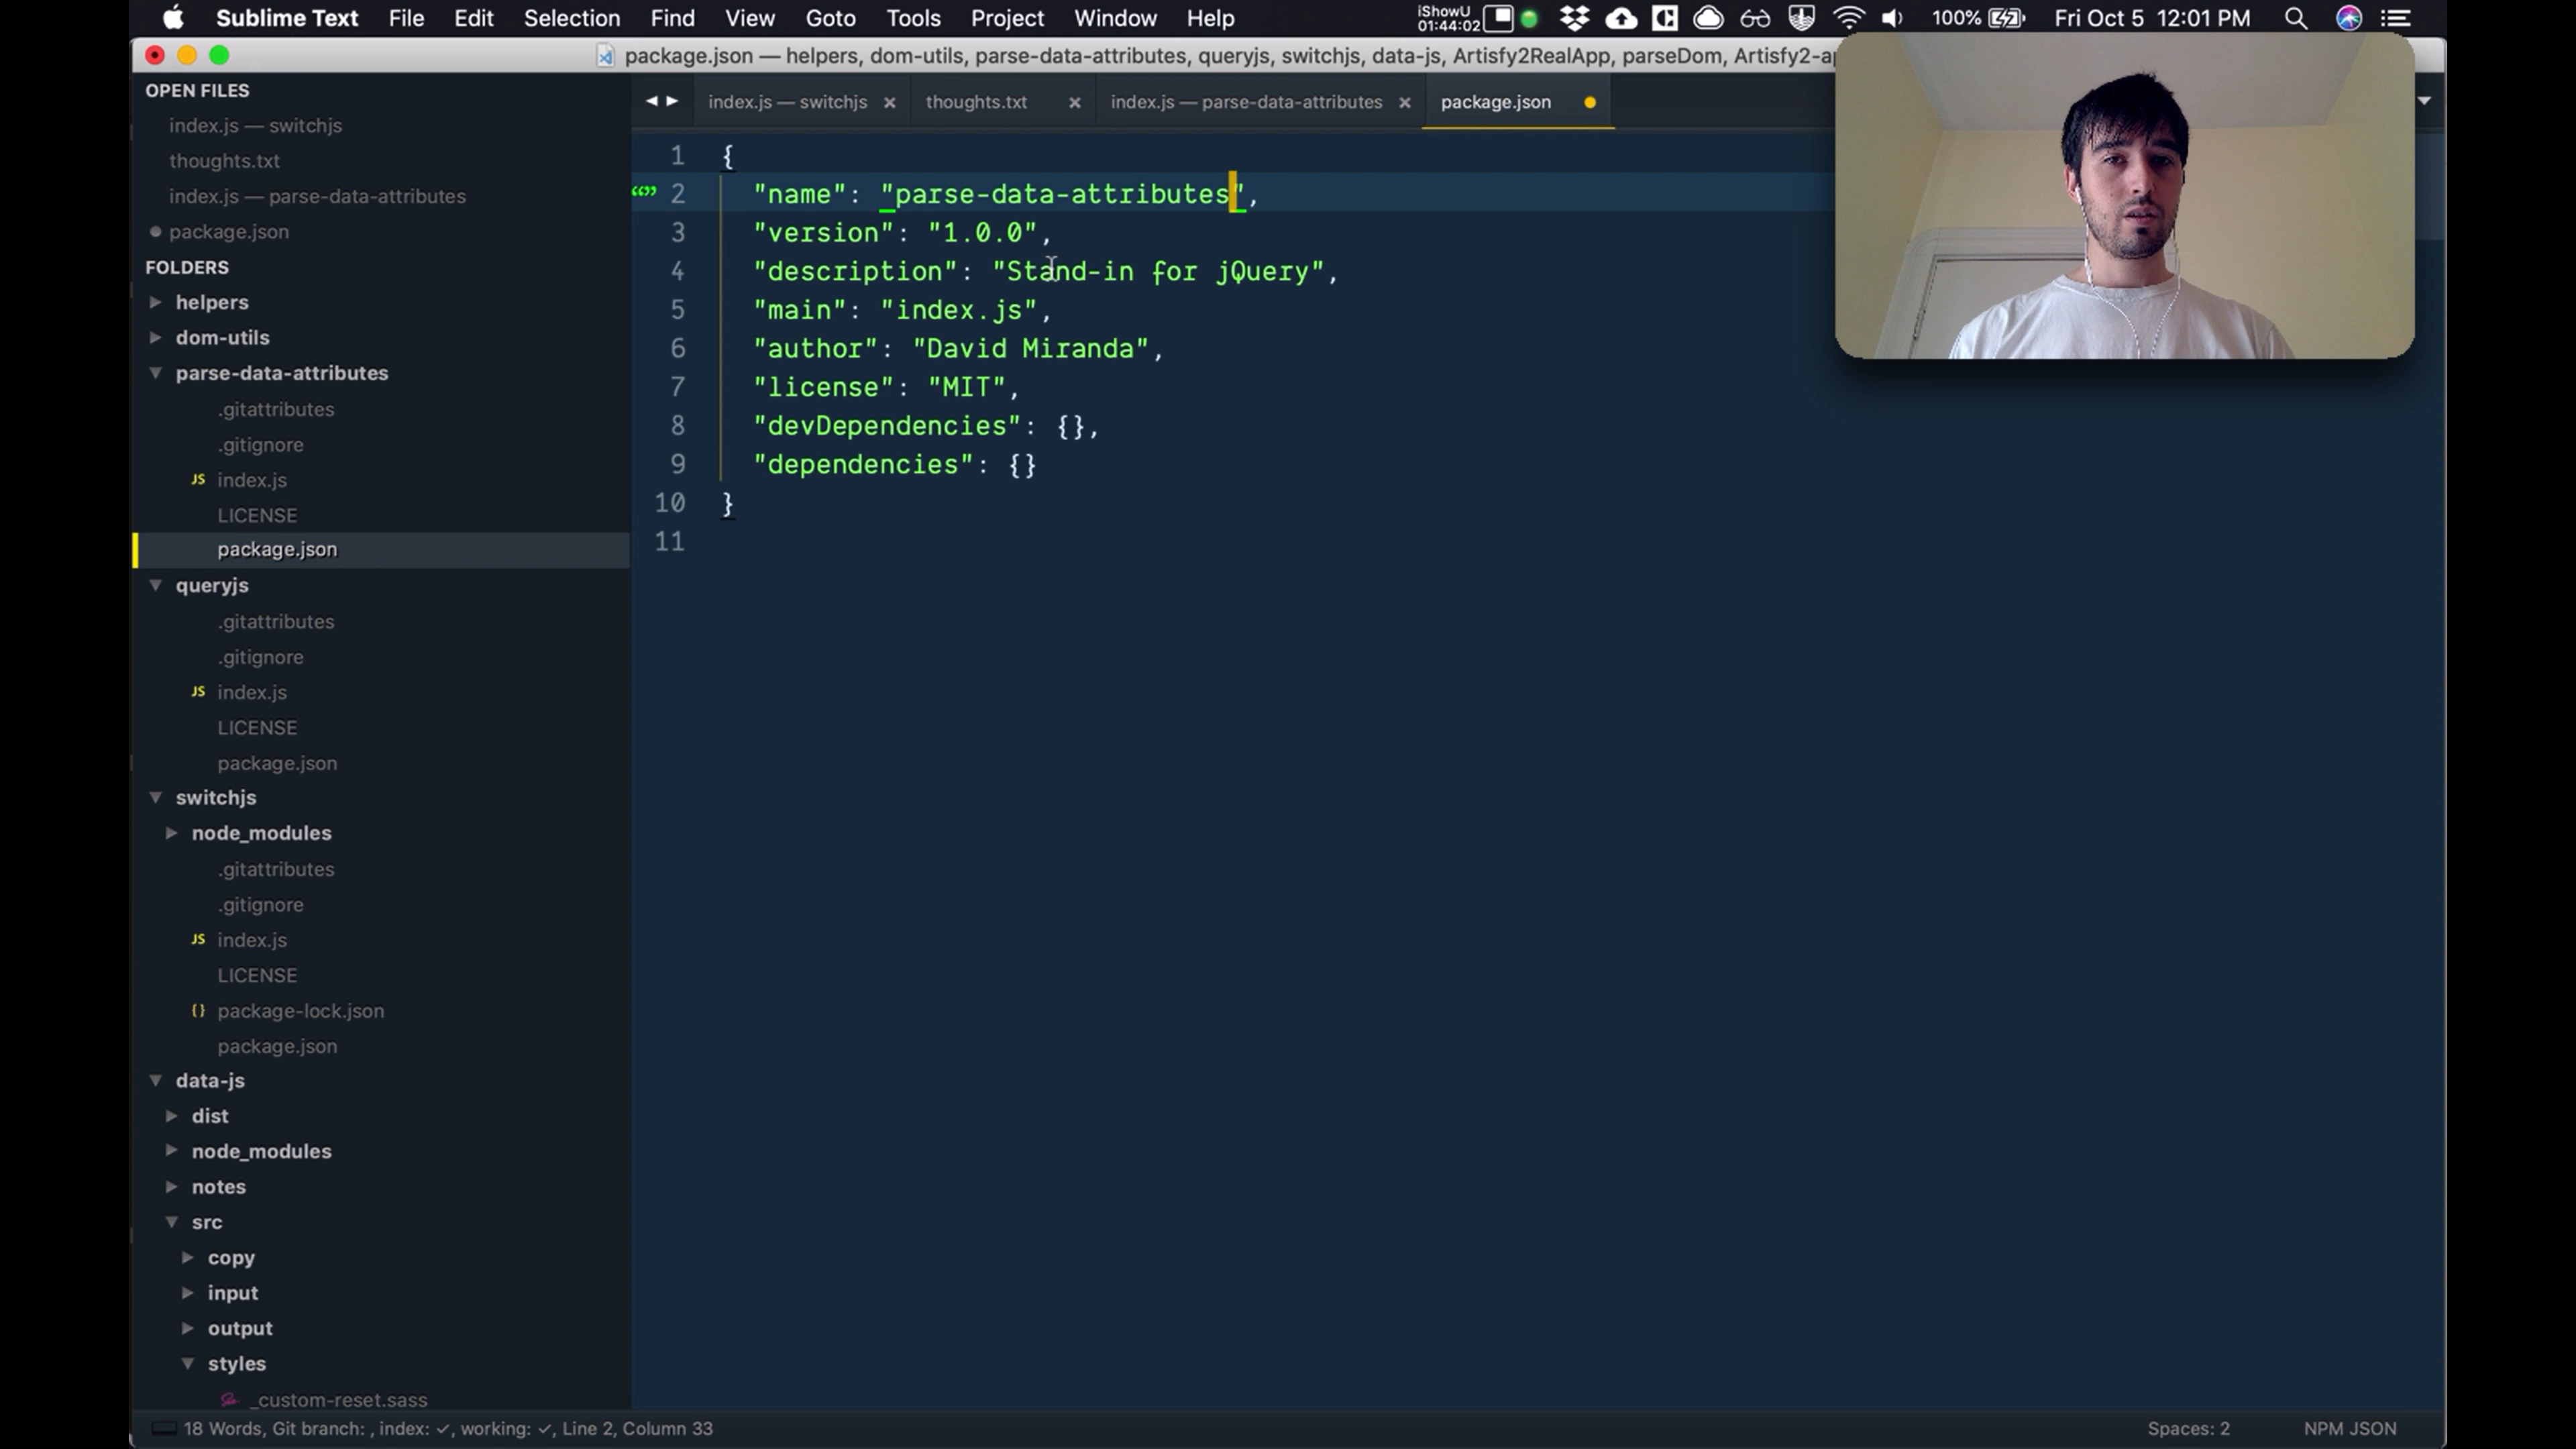 Sublime Text File Edit Selection Find View Goto Tools Project Window Help iShowU 01:44:02 100% Fri Oct 5 12:01 PM
package.json — helpers, dom-utils, parse-data-attributes, queryjs, switchjs, data-js, Artisfy2RealApp, parseDom, Artisfy2-a
OPEN FILES
index.js — switchjs
thoughts.txt
index.js — parse-data-attributes
package.json
FOLDERS
helpers
dom-utils
parse-data-attributes
.gitattributes
.gitignore
JS index.js
LICENSE
package.json
queryjs
.gitattributes
.gitignore
JS index.js
LICENSE
package.json
switchjs
node_modules
.gitattributes
.gitignore
JS index.js
LICENSE
{} package-lock.json
package.json
data-js
dist
node_modules
notes
src
copy
input
output
styles
_custom-reset.sass
index.js — switchjs × thoughts.txt × index.js — parse-data-attributes × package.json
1 {
2 "name": "parse-data-attributes",
3 "version": "1.0.0",
4 "description": "Stand-in for jQuery",
5 "main": "index.js",
6 "author": "David Miranda",
7 "license": "MIT",
8 "devDependencies": {},
9 "dependencies": {}
10 }
11
18 Words, Git branch: , index: ✓, working: ✓, Line 2, Column 33 Spaces: 2 NPM JSON